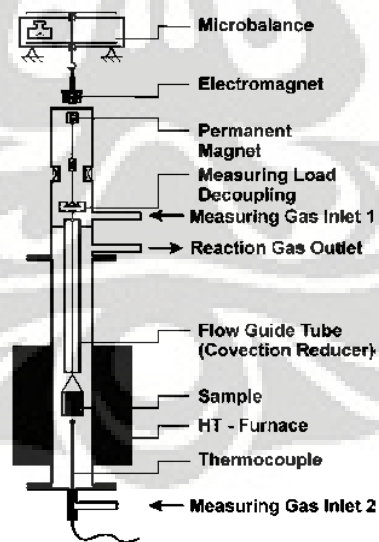 Microbalance
Electromagnet
Permanent
Magnet
Measuring Load
Decoupling
Measuring Gas Inlet 1
Reaction Gas Outlet
Flow Guide Tube
(Covection Reducer)
Sample
HT - Furnace
Thermocouple
Measuring Gas Inlet 2